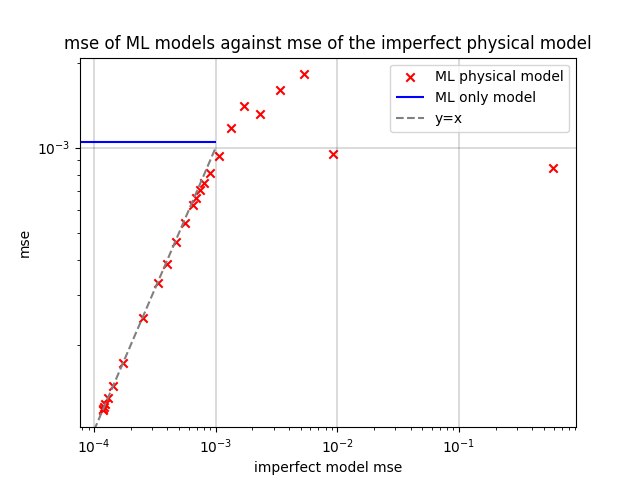 mse of ML models against mse of the imperfect physical model
ML physical model
ML only model
y=x
10⁻³
mse
10⁻⁴ 10⁻³ 10⁻² 10⁻¹
imperfect model mse